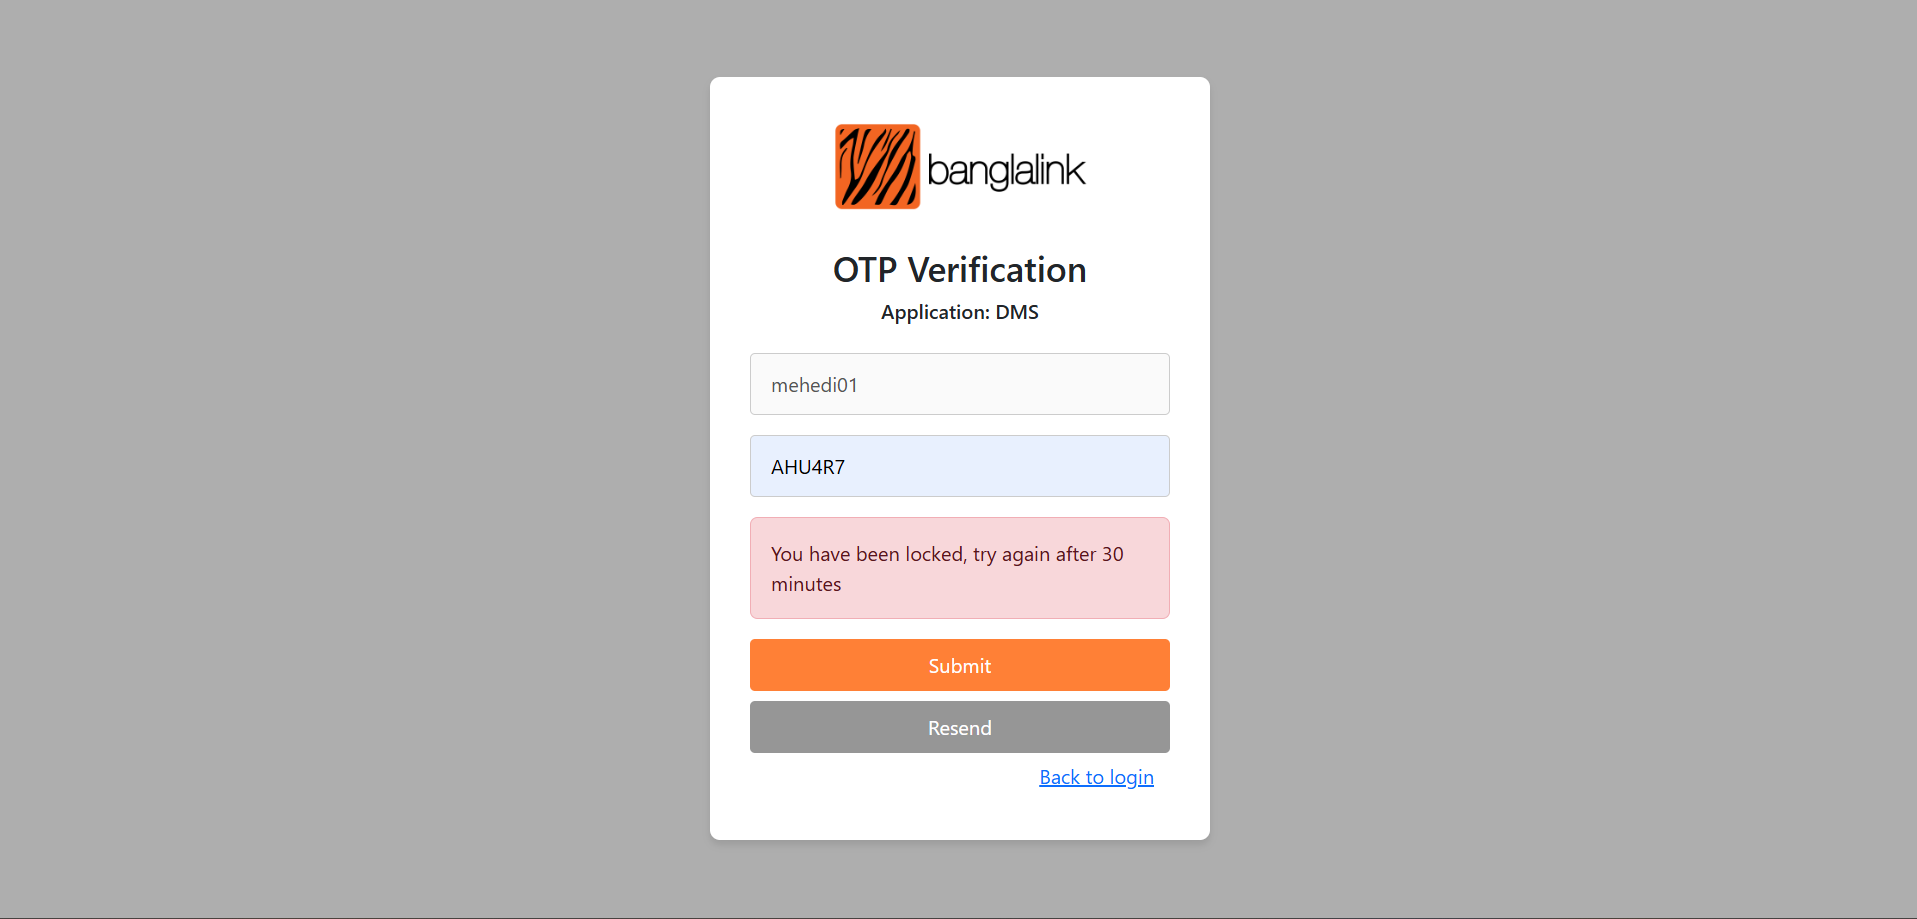 banglalink
OTP Verification
Application: DMS
mehedi01
AHU4R7
You have been locked, try again after 30
minutes
Submit
Resend
Back to login